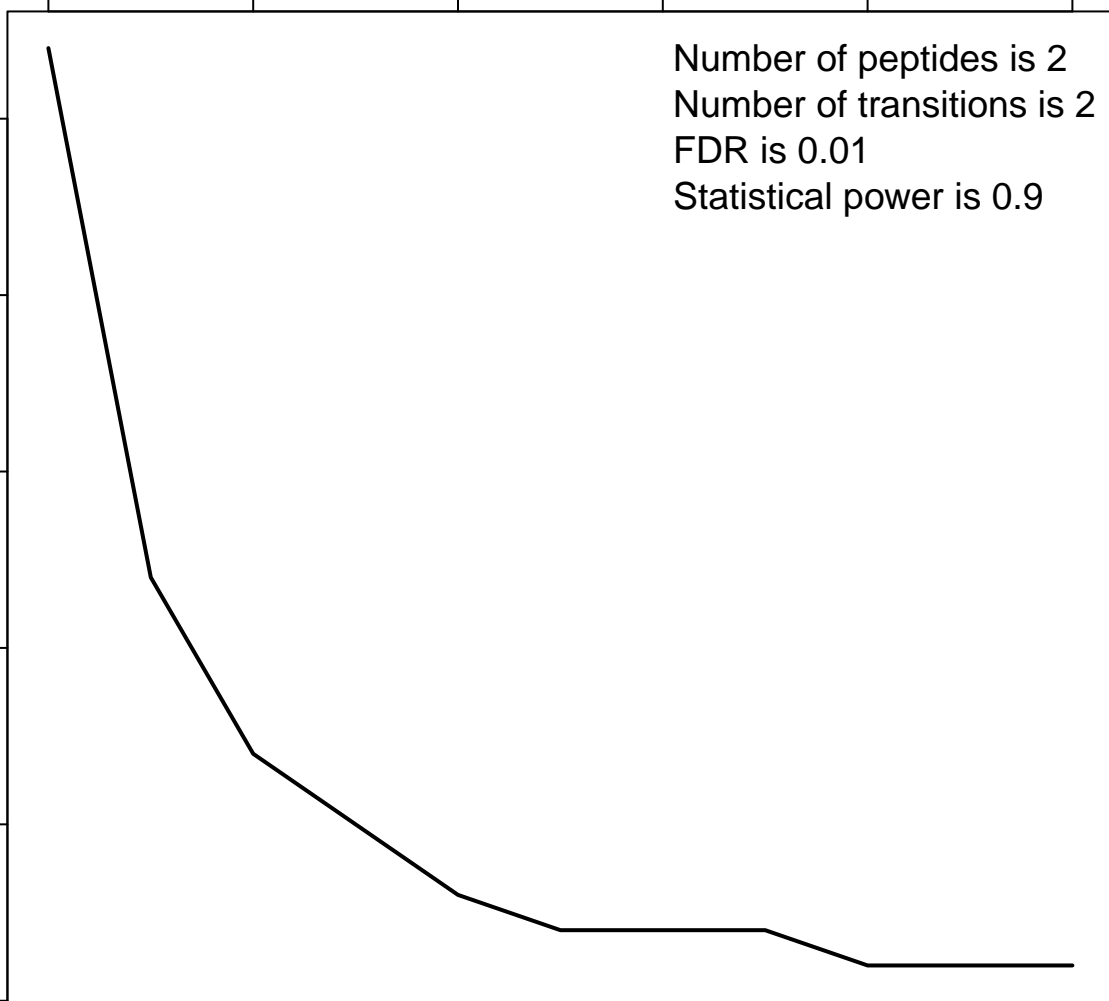 Number of peptides is 2
Number of transitions is 2
FDR is 0.01
Statistical power is 0.9